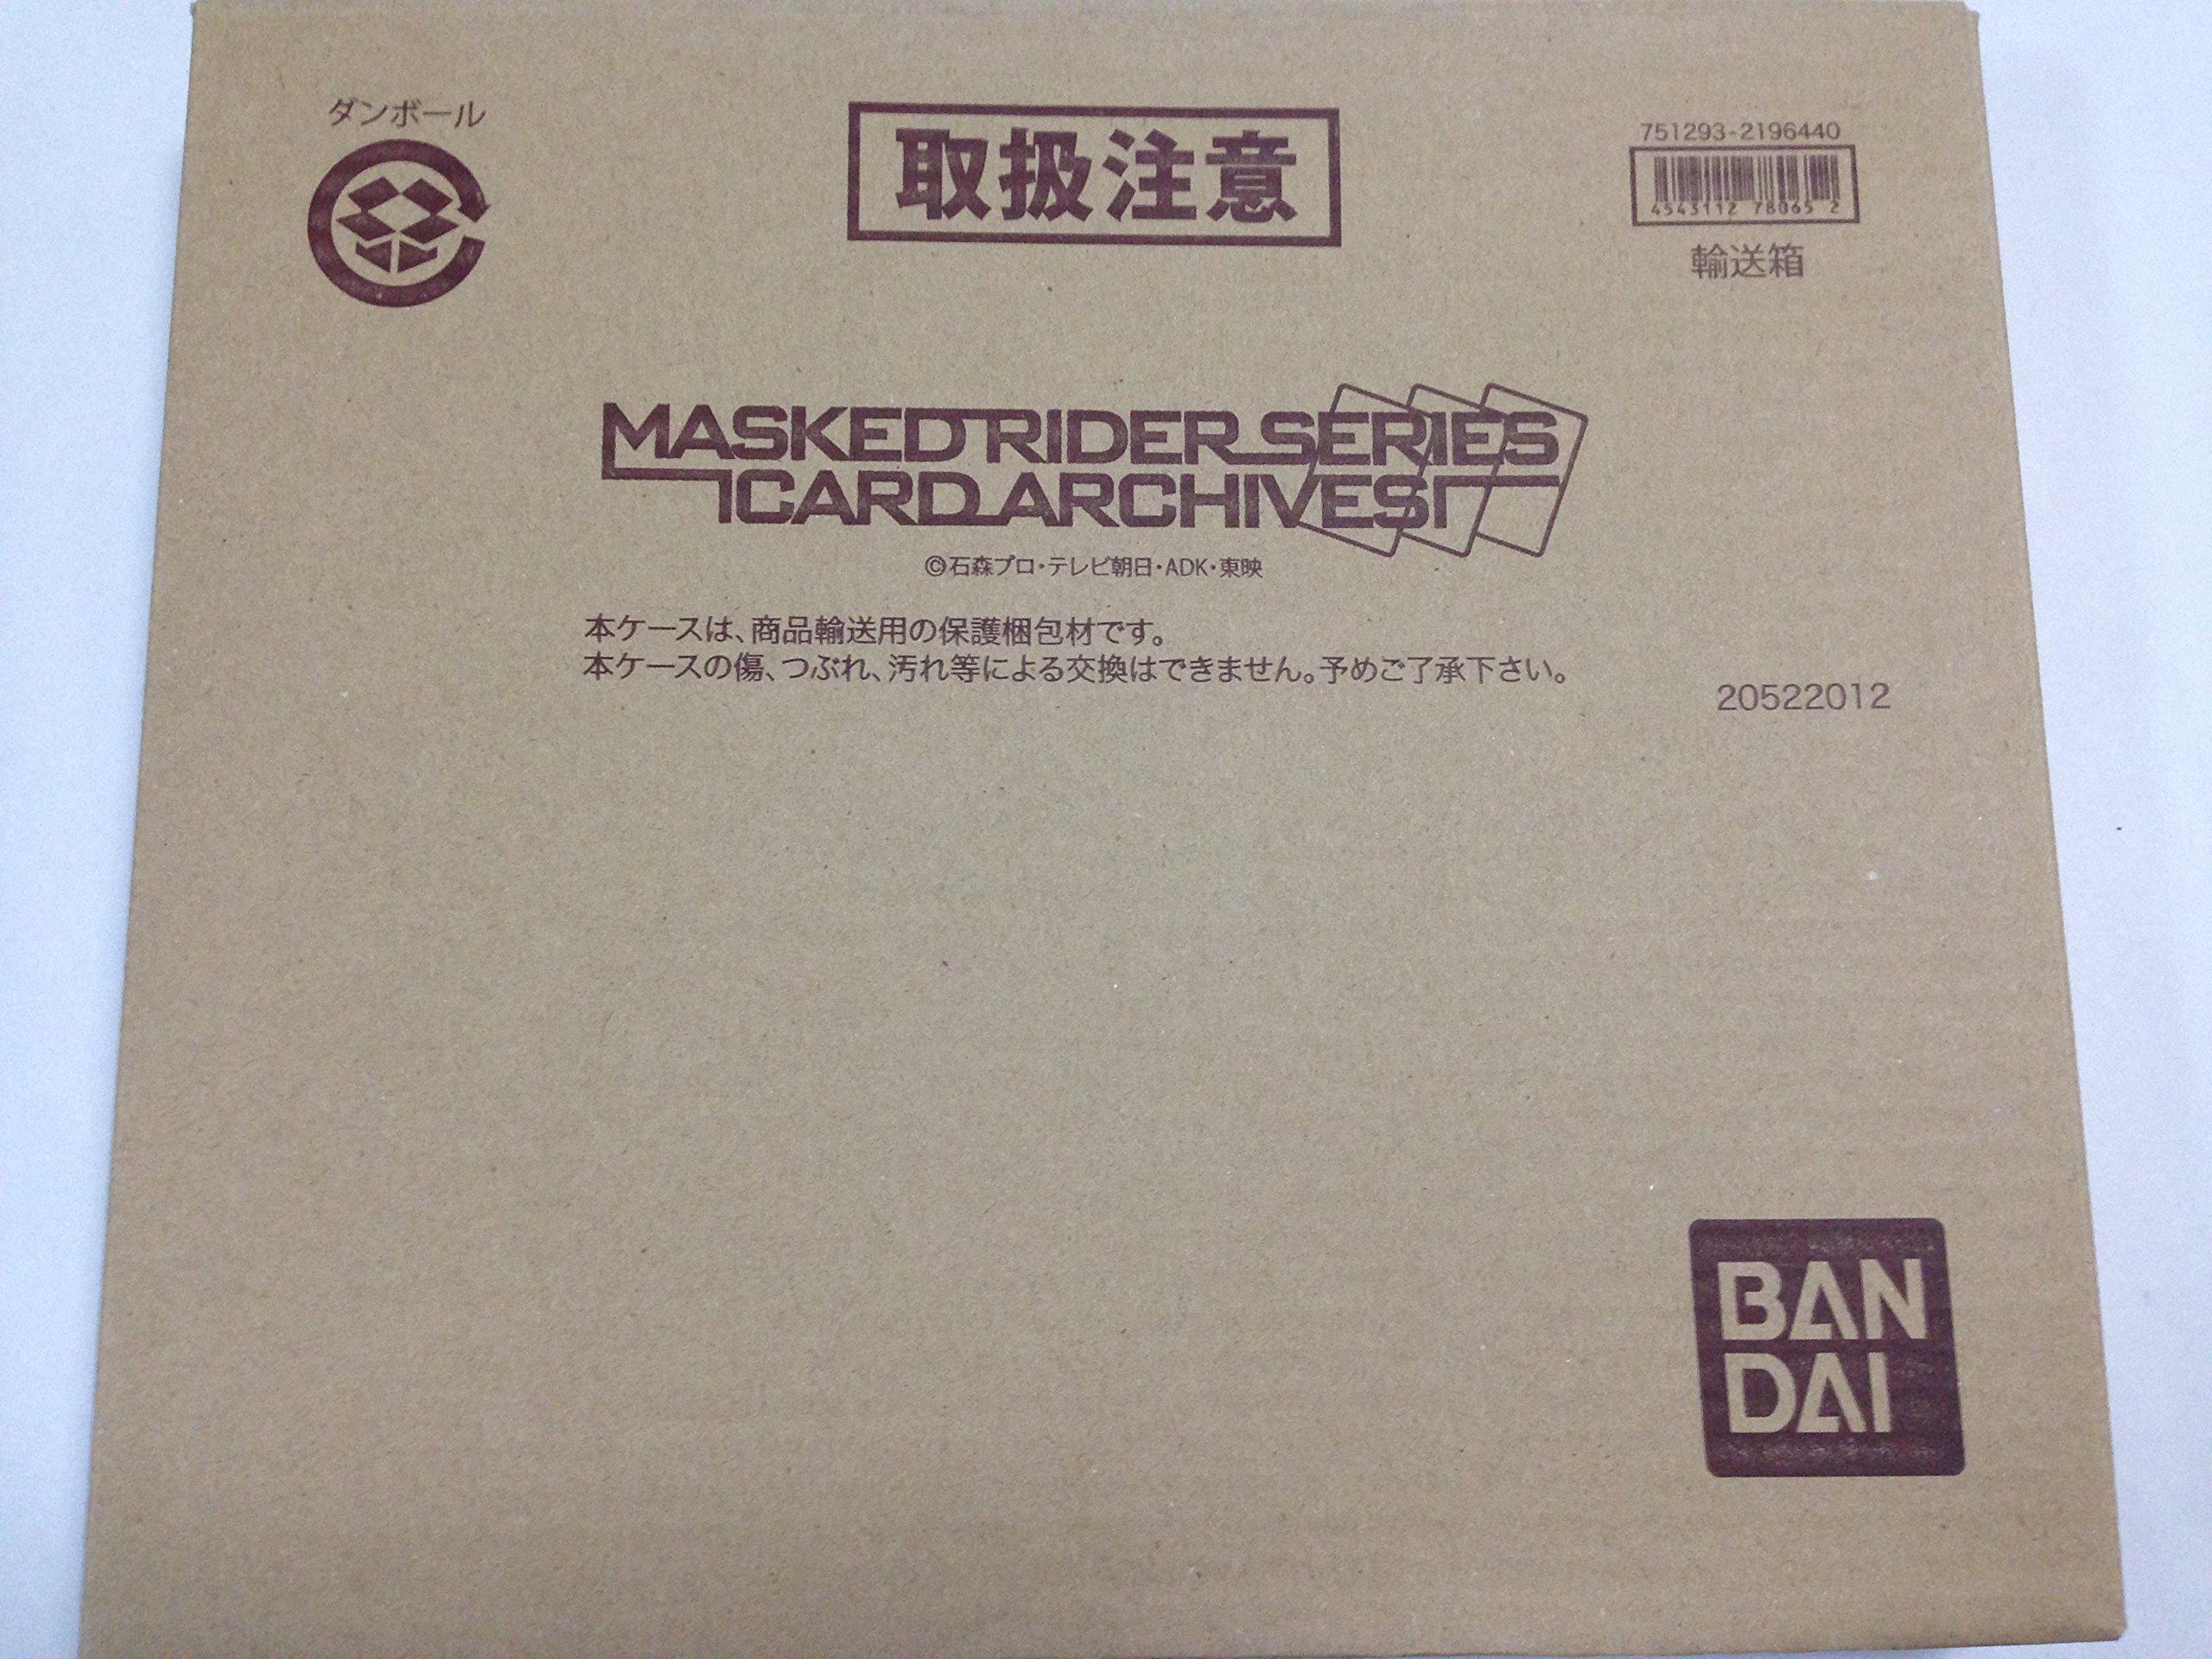 ダンボール
取扱注意
751293-2196440
4543112 78065 2
輸送箱
MASKED RIDER SERIES
CARD ARCHIVES
©石森プロ・テレビ朝日・ADK・東映
本ケースは、商品輸送用の保護梱包材です。
本ケースの傷、つぶれ、汚れ等による交換はできません。予めご了承下さい。
20522012
BAN
DAI